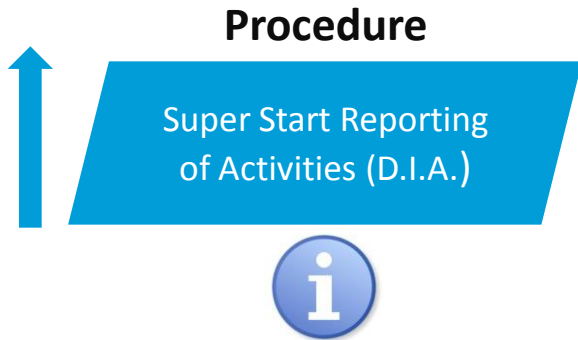 Procedure
Super Start Reporting
of Activities (D.I.A.)
i